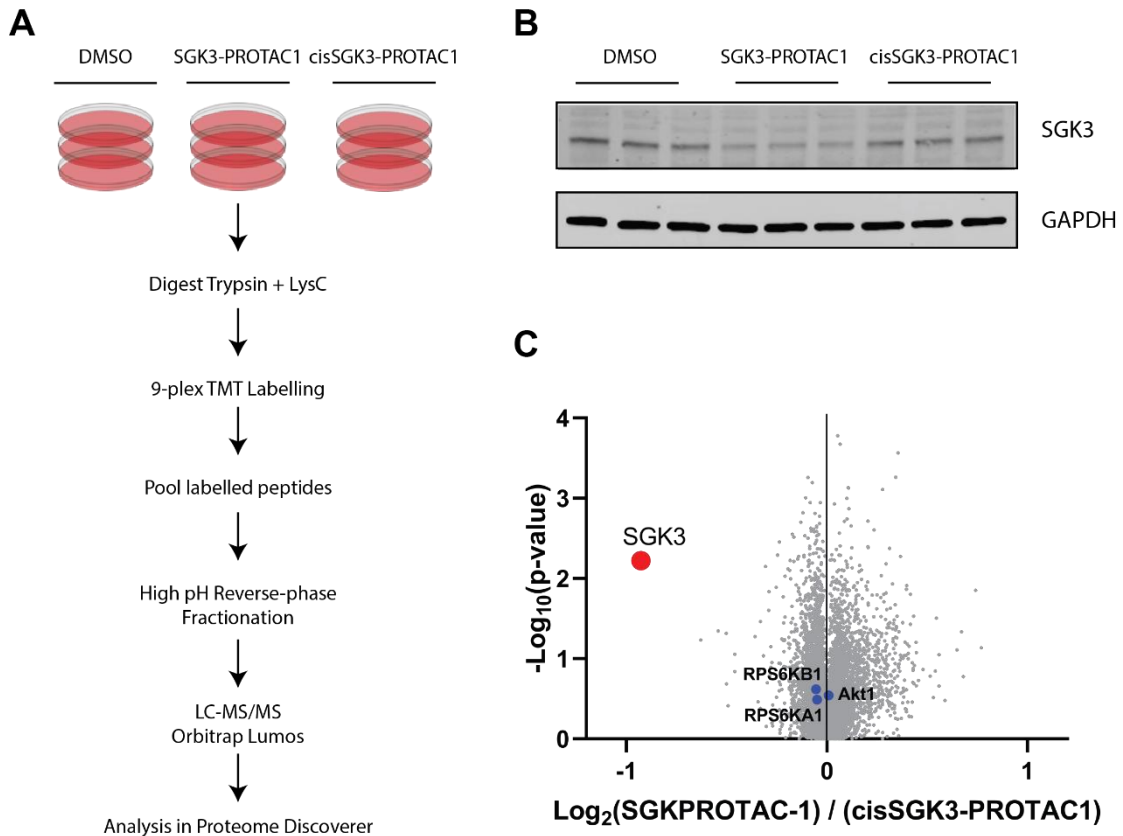 A
DMSO SGK3-PROTAC1 cisSGK3-PROTAC1
Digest Trypsin + LysC
9-plex TMT Labelling
Pool labelled peptides
High pH Reverse-phase
Fractionation
LC-MS/MS
Orbitrap Lumos
Analysis in Proteome Discoverer
B
DMSO SGK3-PROTAC1 cisSGK3-PROTAC1
SGK3
GAPDH
C
4
3
2
1
0
-Log10(p-value)
SGK3
RPS6KB1
Akt1
RPS6KA1
-1 0 1
Log2(SGKPROTAC-1) / (cisSGK3-PROTAC1)